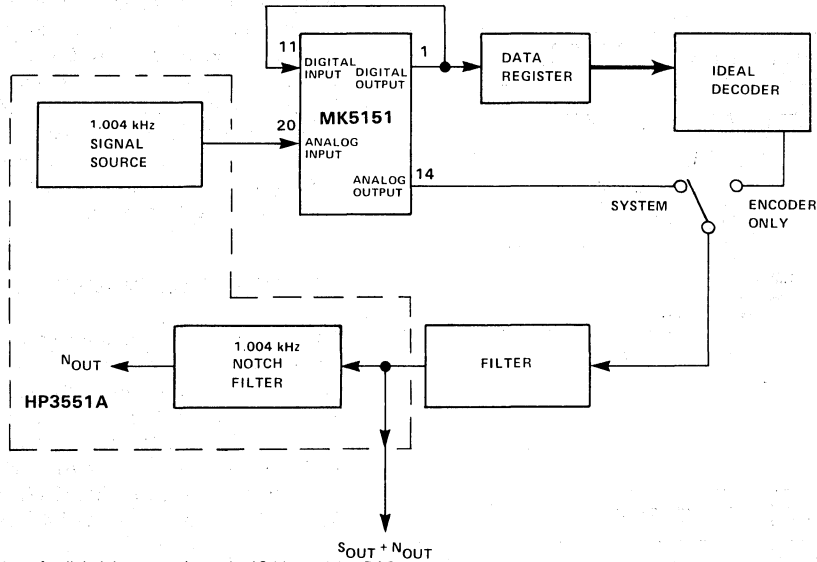 11
DIGITAL
INPUT
1
DIGITAL
OUTPUT
MK5151
20
ANALOG
INPUT
ANALOG
OUTPUT
14
DATA
REGISTER
IDEAL
DECODER
1.004 kHz
SIGNAL
SOURCE
SYSTEM
ENCODER
ONLY
NOUT
1.004 kHz
NOTCH
FILTER
FILTER
HP3551A
SOUT + NOUT